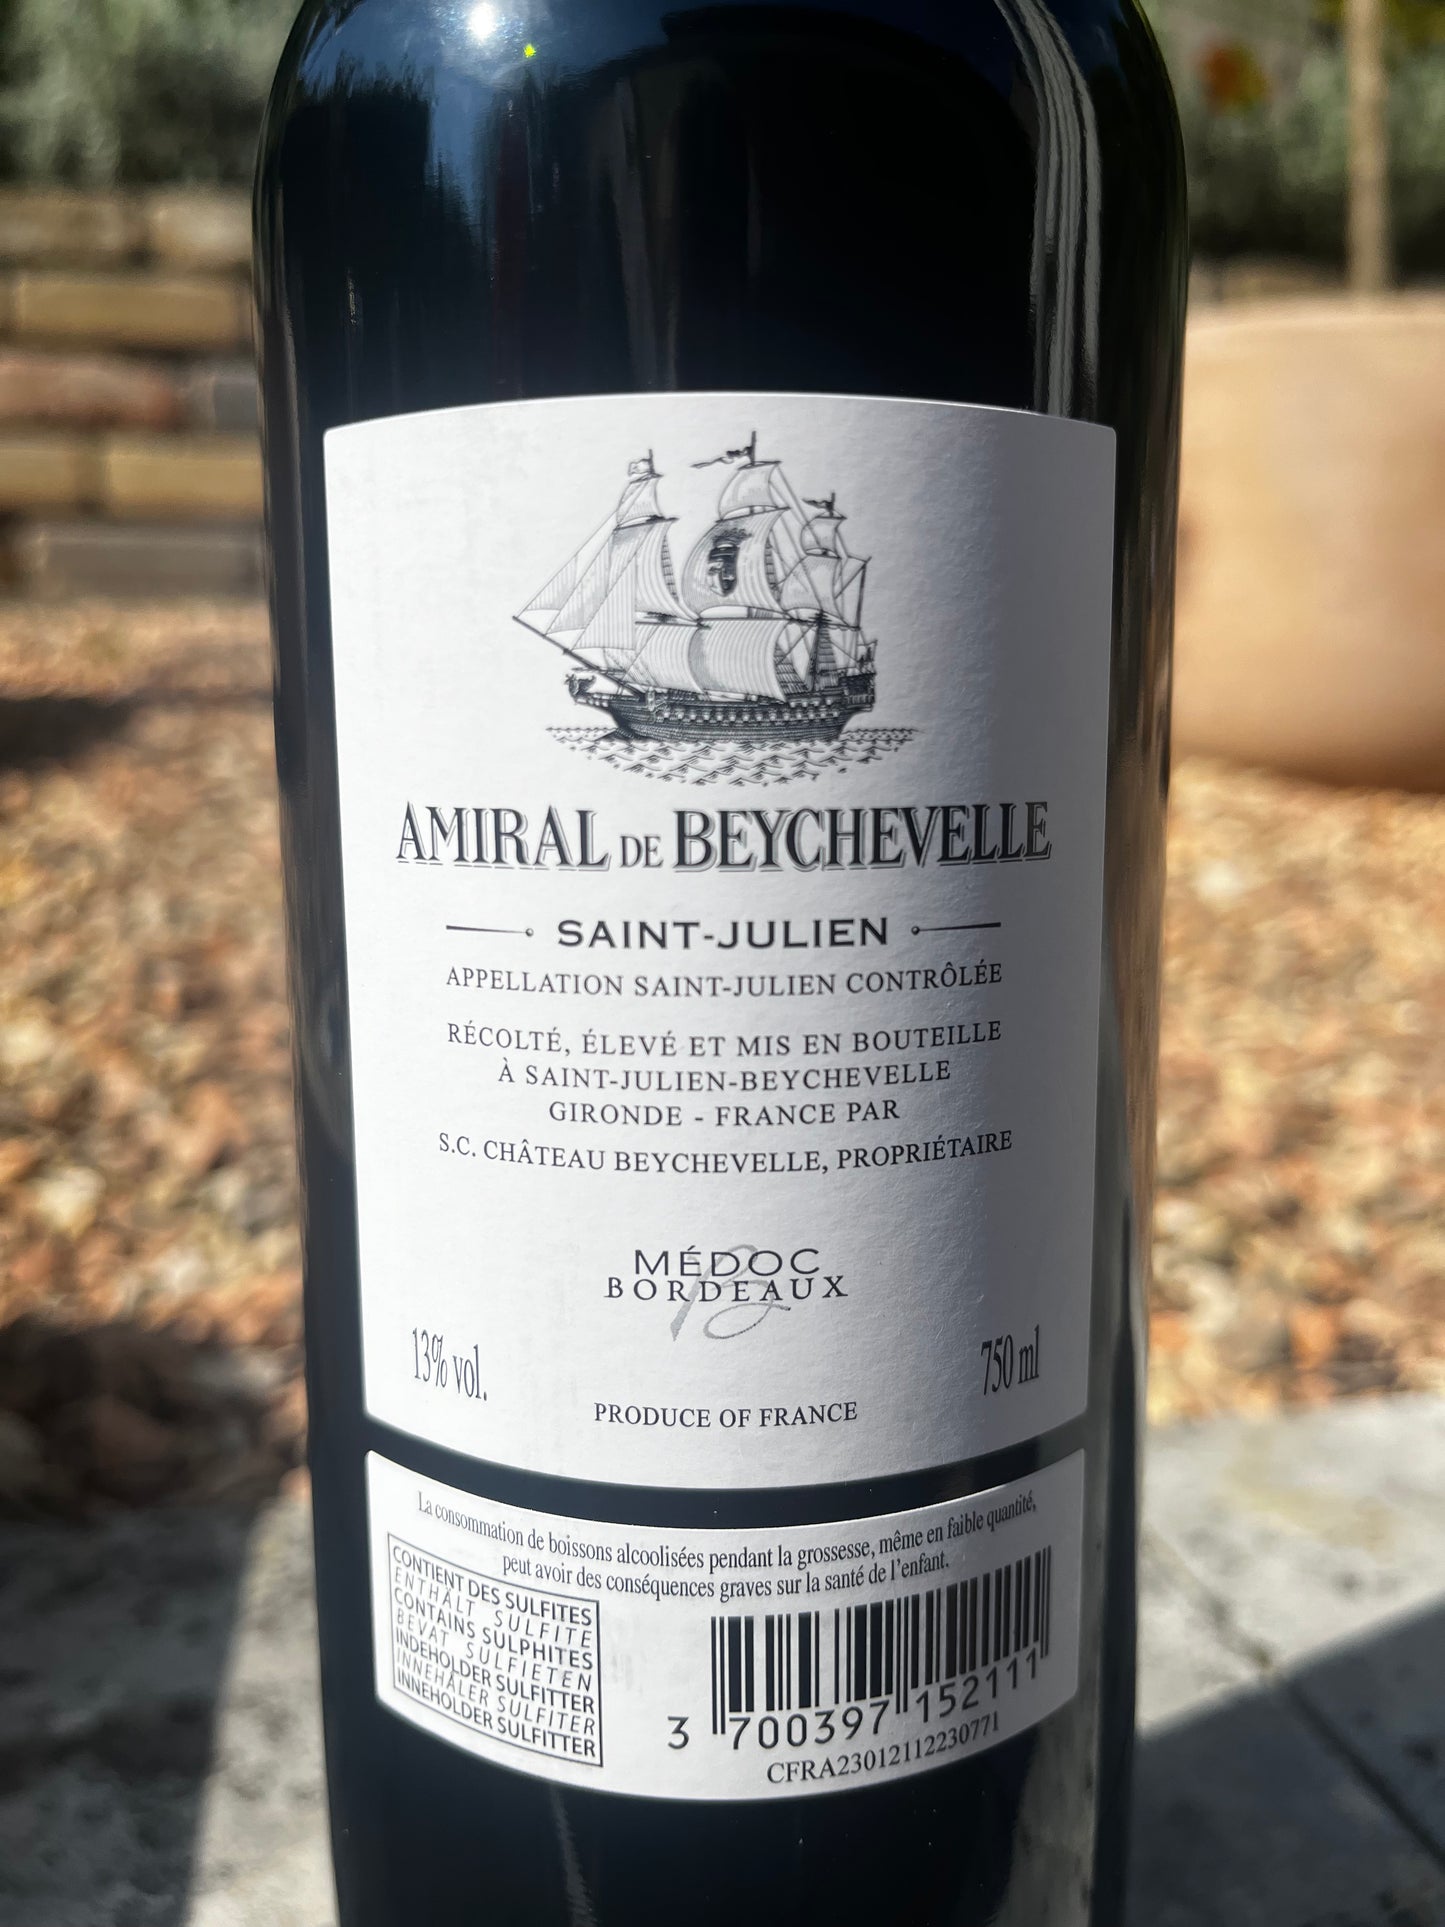 AMIRAL DE BEYCHEVELLE
SAINT-JULIEN
APPELLATION SAINT-JULIEN CONTRÔLÉE
RÉCOLTÉ, ÉLEVÉ ET MIS EN BOUTEILLE
À SAINT-JULIEN-BEYCHEVELLE
GIRONDE - FRANCE PAR
S.C. CHÂTEAU BEYCHEVELLE, PROPRIÉTAIRE
MÉDOC
BORDEAUX
13% vol.
750 ml
PRODUCE OF FRANCE
La consommation de boissons alcoolisées pendant la grossesse, même en faible quantité,
peut avoir des conséquences graves sur la santé de l'enfant.
CONTIENT DES SULFITES
ENTHÄLT SULFITE
CONTAINS SULPHITES
BEVAT SULFIETEN
INDEHOLDER SULFITTER
INNEHÅLER SULFITER
INNEHOLDER SULFITTER
3 700397 152111
CFRA23012112230771